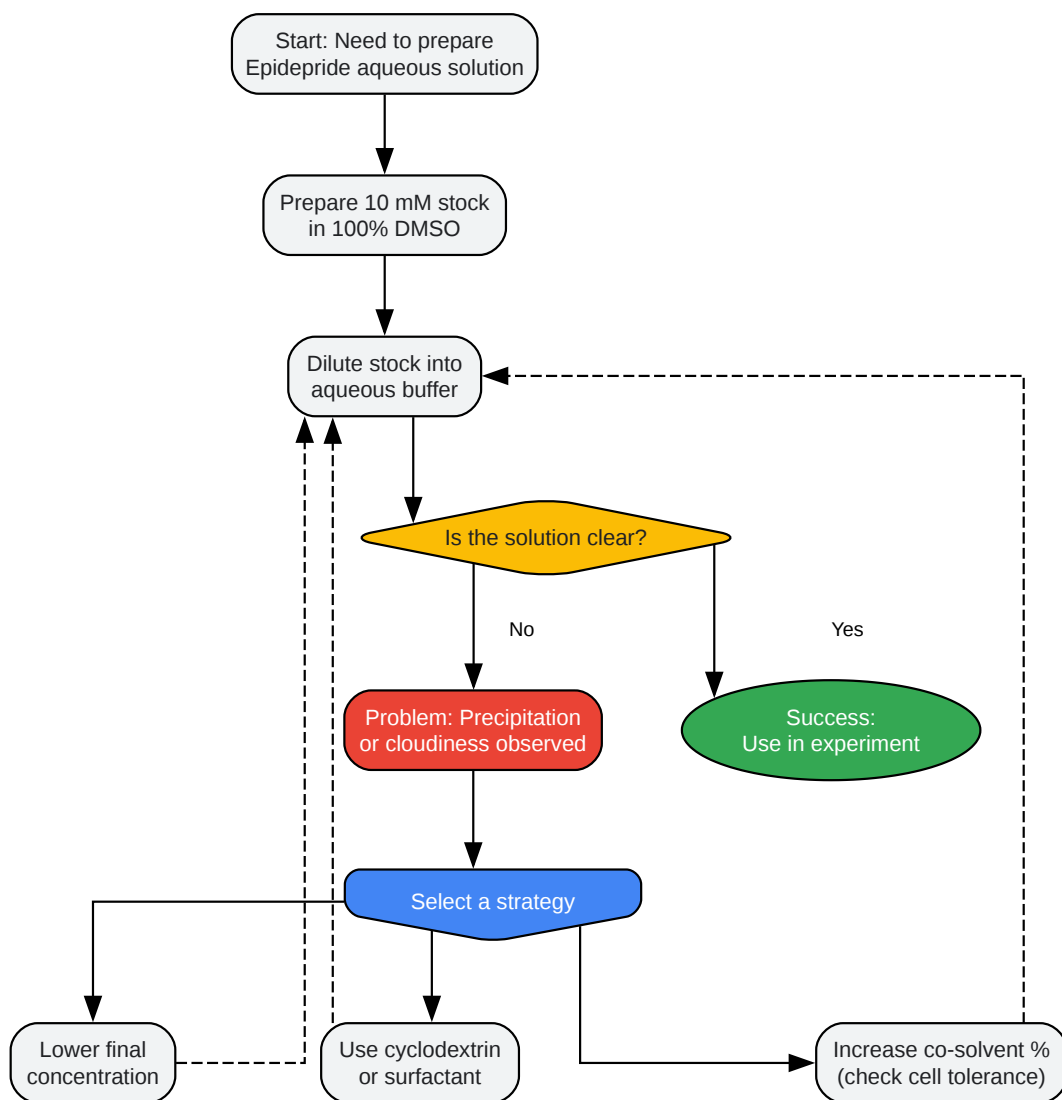 Start: Need to prepare
Epidepride aqueous solution
Prepare 10 mM stock
in 100% DMSO
Dilute stock into
aqueous buffer
Is the solution clear?
No
Yes
Problem: Precipitation
or cloudiness observed
Success:
Use in experiment
Select a strategy
Lower final
concentration
Use cyclodextrin
or surfactant
Increase co-solvent %
(check cell tolerance)